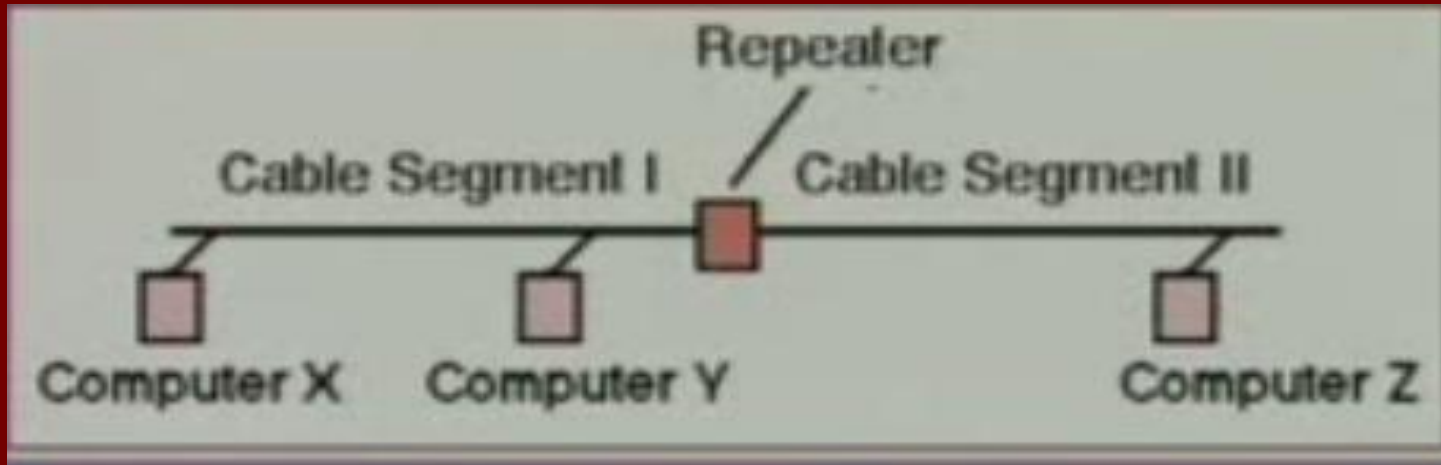 Repeater
Cable Segment I
Cable Segment II
Computer X
Computer Y
Computer Z